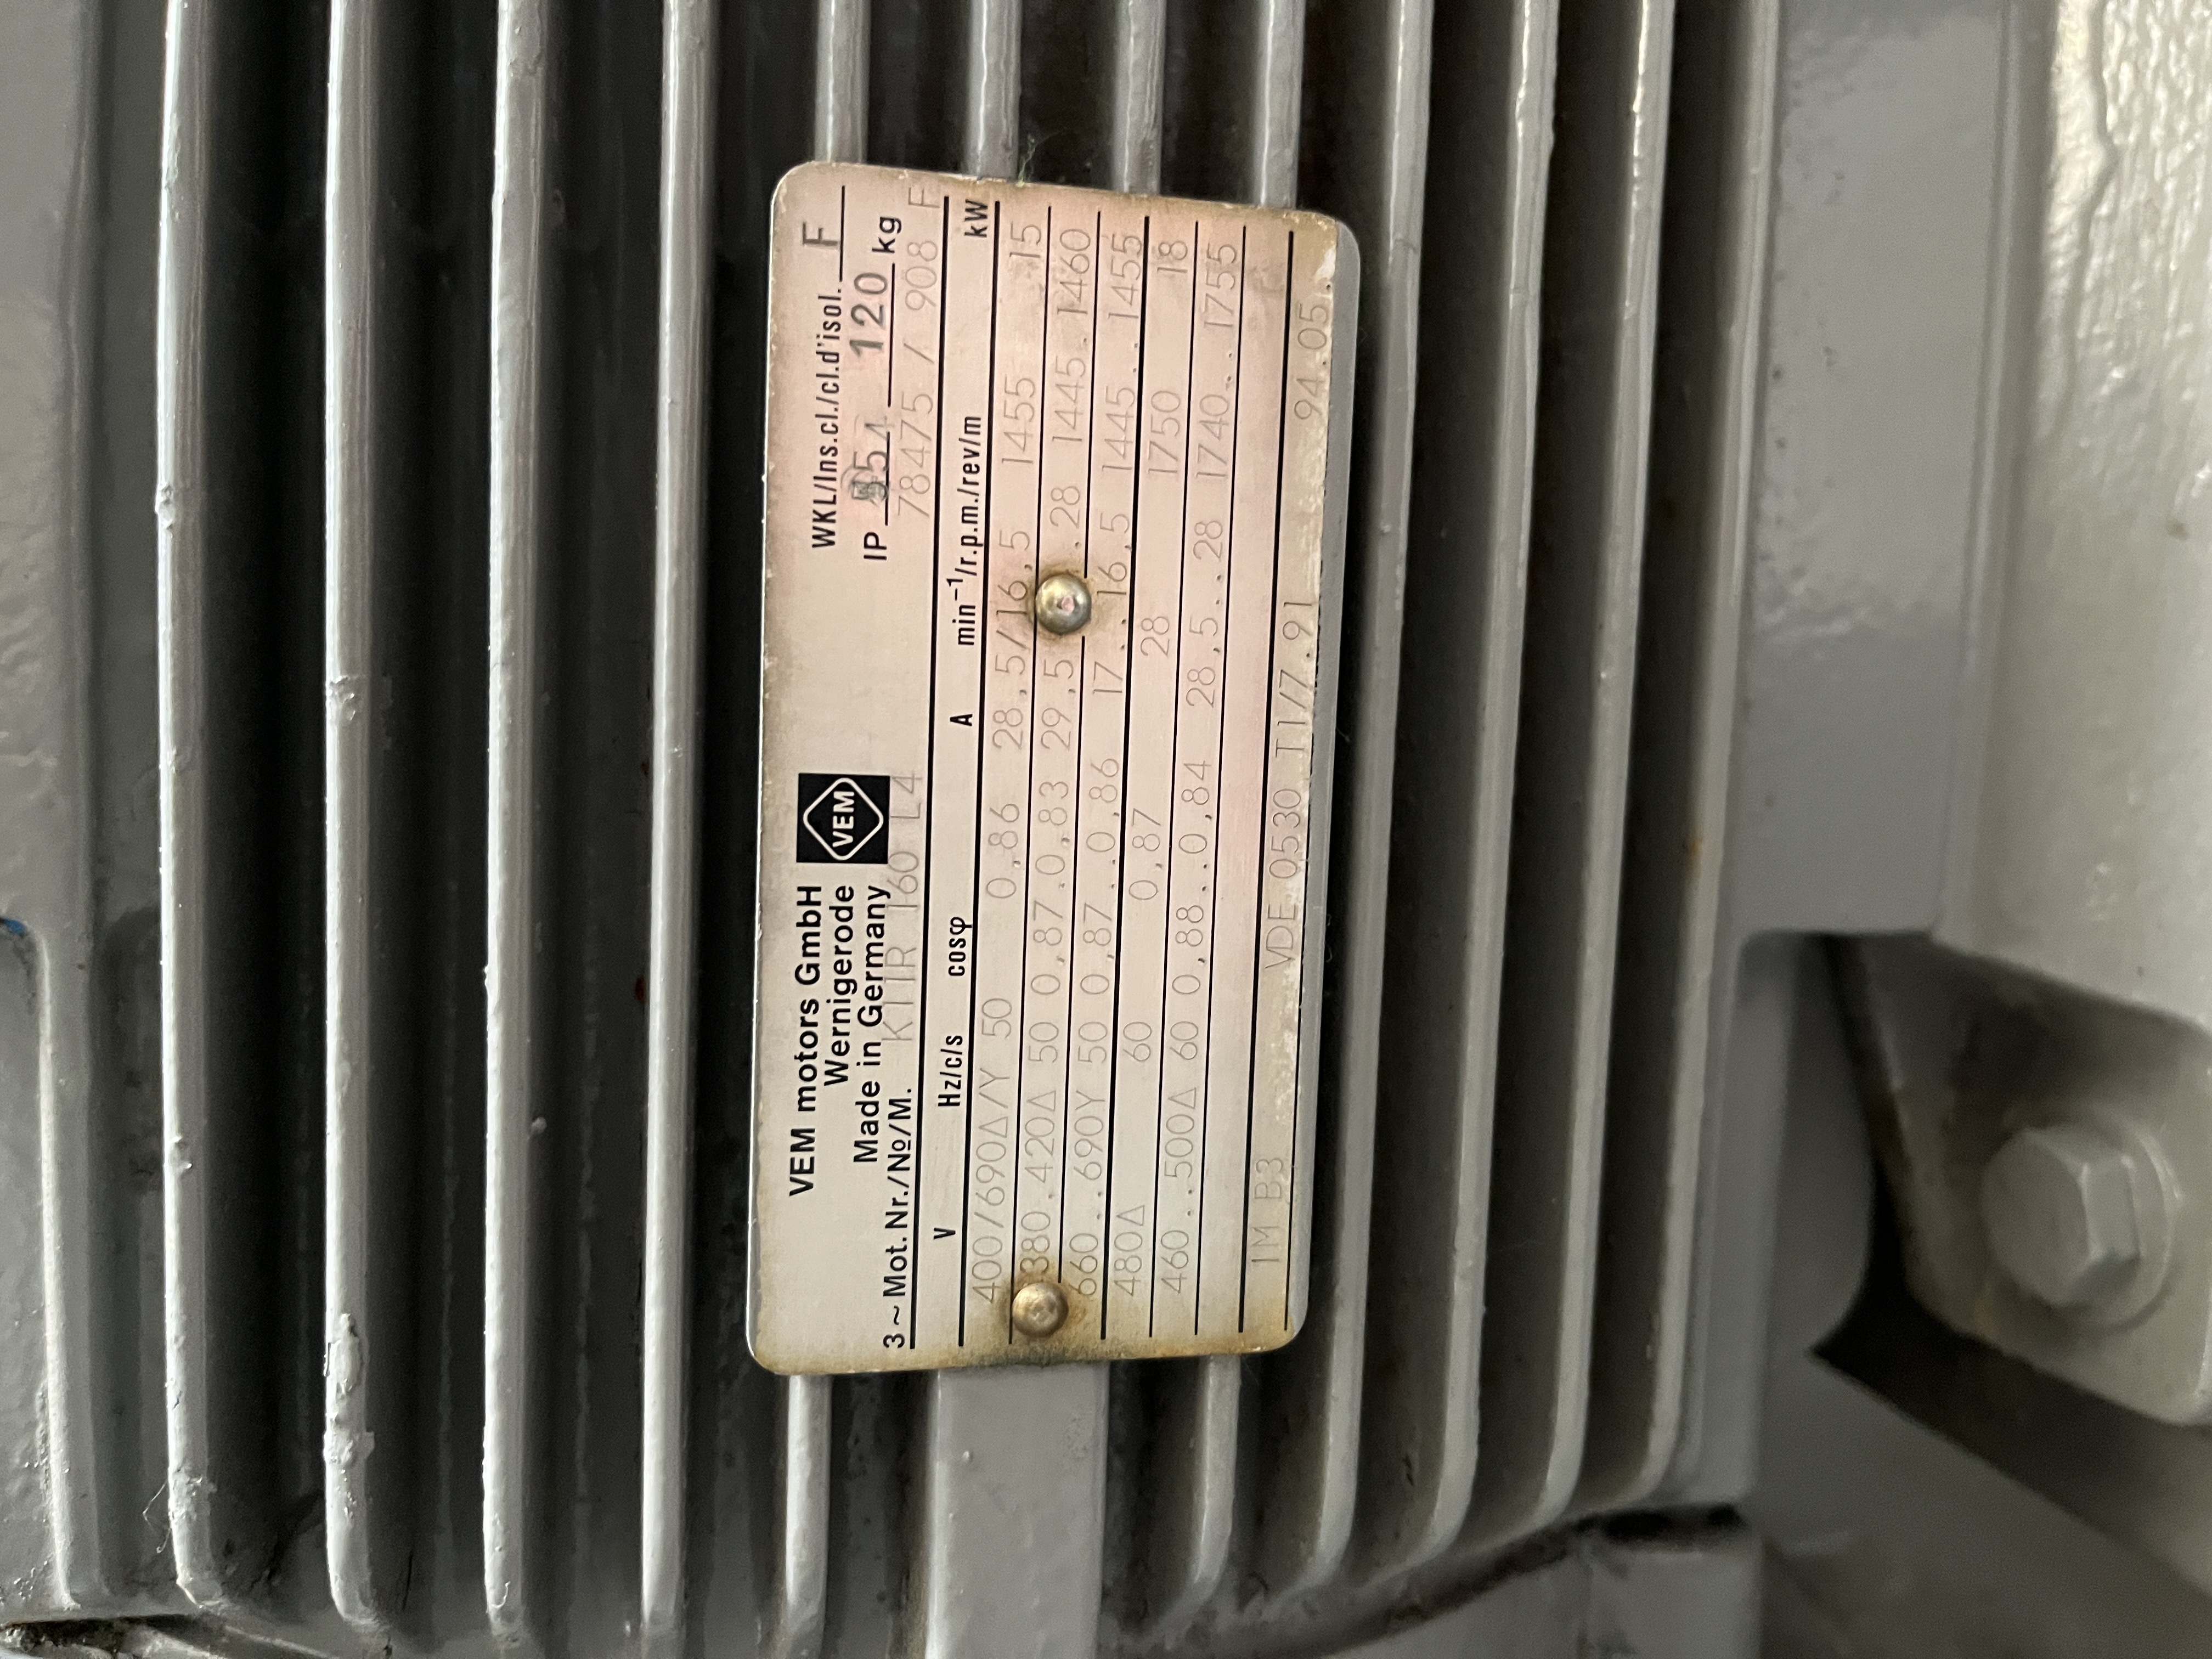 VEM motors GmbH
Wernigerode
Made in Germany
VEM
WKL/Ins.cl./cl.d'isol. F
IP 54 120 kg
3~Mot. Nr./№/M. K11R 160 L4 78475 / 908 F
V Hz/c/s cosφ A min⁻¹/r.p.m./rev/m kW
400/690Δ/Y 50 0,86 28,5/16,5 1455 15
380.420Δ 50 0,87.0,83 29,5..28 1445.1460
660..690Y 50 0,87..0,86 17..16,5 1445..1455
480Δ 60 0,87 28 1750 18
460..500Δ 60 0,88..0,84 28,5..28 1740..1755
IM B3 VDE 0530 T1/7.91 94.05.